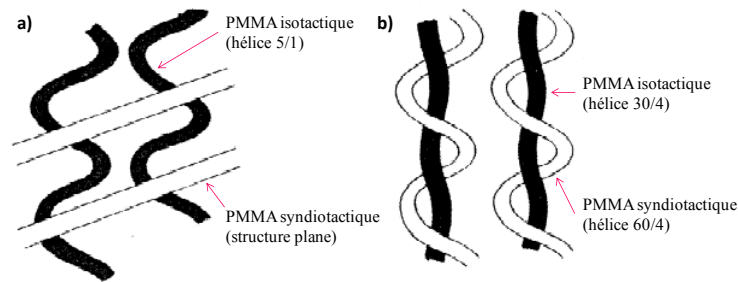 a)
PMMA isotactique
(hélice 5/1)
PMMA syndiotactique
(structure plane)
b)
PMMA isotactique
(hélice 30/4)
PMMA syndiotactique
(hélice 60/4)